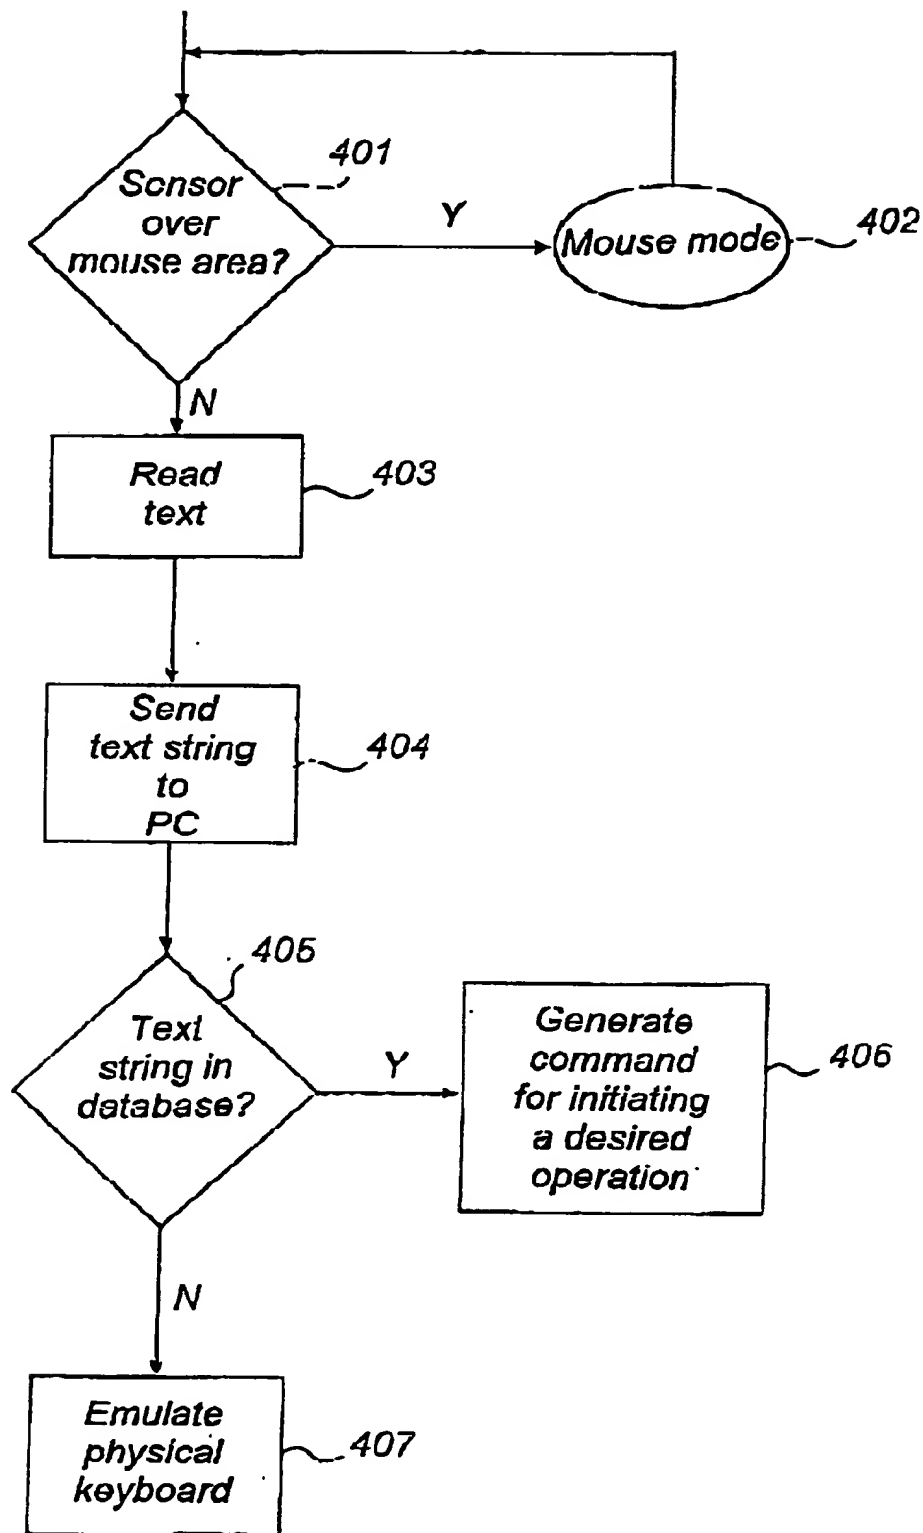 401
Sensor
over
mouse area?
Y
Mouse mode
402
N
Read
text
403
Send
text string
to
PC
404
405
Text
string in
database?
Y
Generate
command
for initiating
a desired
operation
406
N
Emulate
physical
keyboard
407